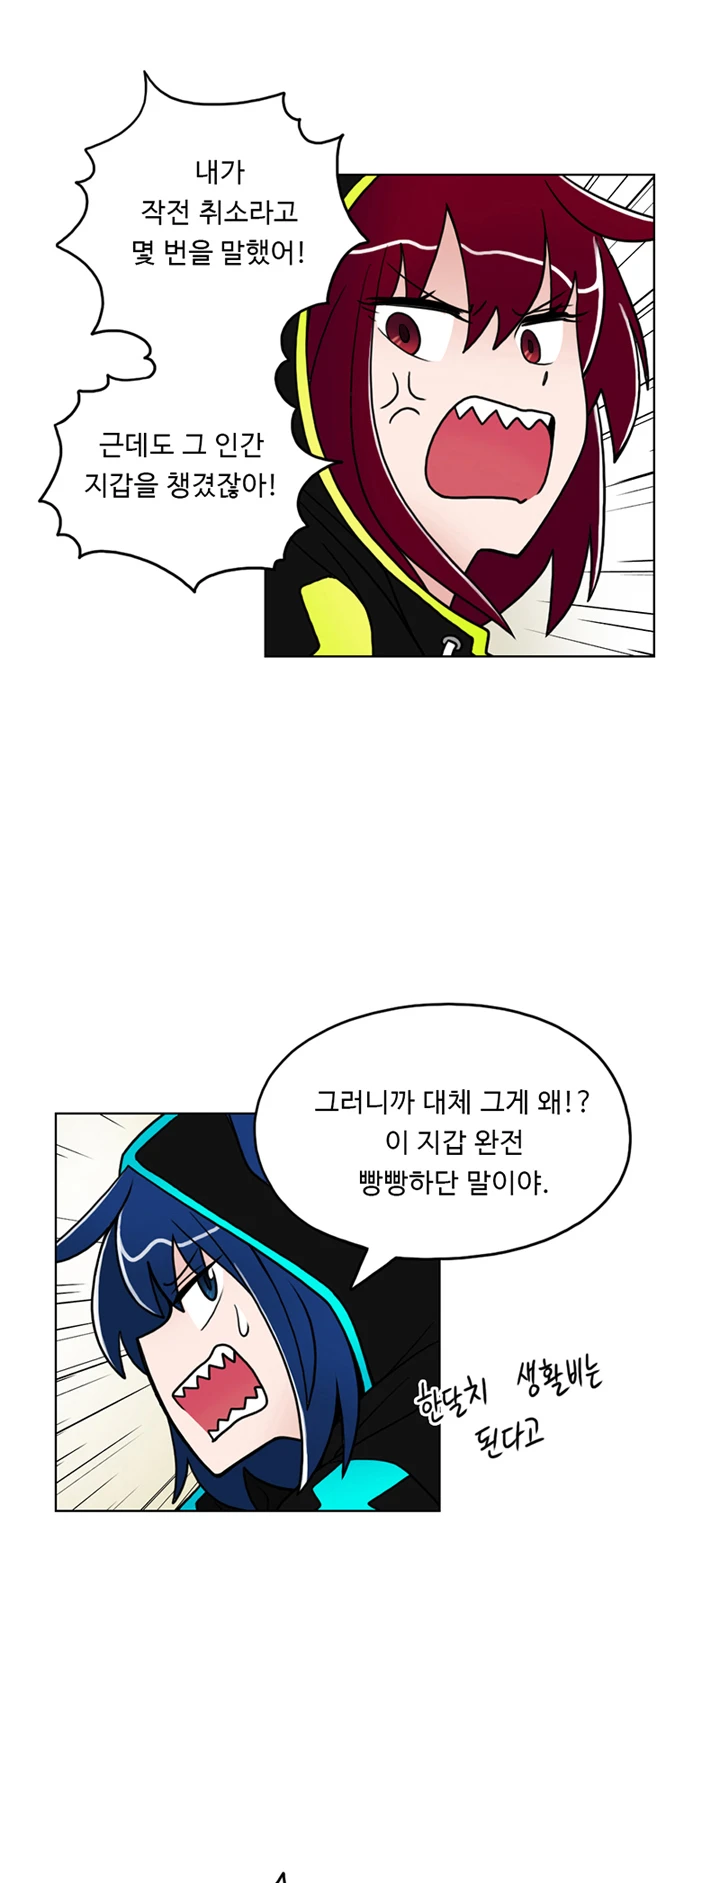 내가
작전 취소라고
몇 번을 말했어!
근데도 그 인간
지갑을 챙겼잖아!
그러니까 대체 그게 왜!?
이 지갑 완전
빵빵하단 말이야.
한달치 생활비는
된다고